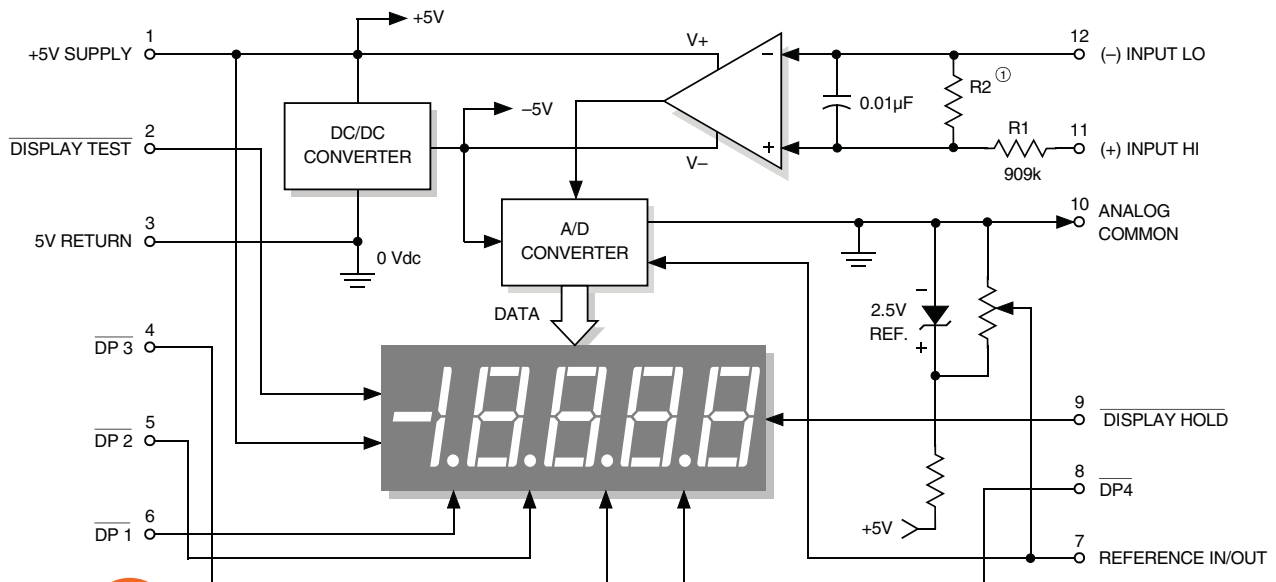 +5V SUPPLY 1
DISPLAY TEST 2
5V RETURN 3
DP 3 4
DP 2 5
DP 1 6
+5V
–5V
V+
V–
DC/DC
CONVERTER
0 Vdc
A/D
CONVERTER
DATA
-1.8.8.8.8
−
+
0.01µF
R2 ①
R1
909k
12 (–) INPUT LO
11 (+) INPUT HI
10 ANALOG
COMMON
−
2.5V
REF.
+
9 DISPLAY HOLD
8 DP4
+5V
7 REFERENCE IN/OUT